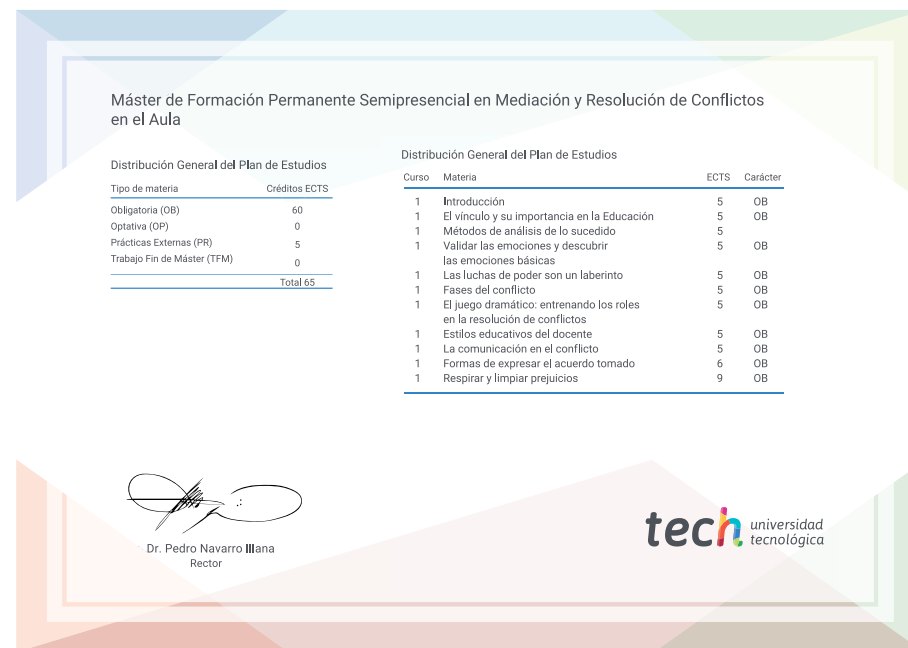 Máster de Formación Permanente Semipresencial en Mediación y Resolución de Conflictos
en el Aula
Distribución General del Plan de Estudios
Tipo de materia Créditos ECTS
Obligatoria (OB) 60
Optativa (OP) 0
Prácticas Externas (PR) 5
Trabajo Fin de Máster (TFM) 0
Total 65
Distribución General del Plan de Estudios
Curso Materia ECTS Carácter
1 Introducción 5 OB
1 El vínculo y su importancia en la Educación 5 OB
1 Métodos de análisis de lo sucedido 5
1 Validar las emociones y descubrir 5 OB
las emociones básicas
1 Las luchas de poder son un laberinto 5 OB
1 Fases del conflicto 5 OB
1 El juego dramático: entrenando los roles 5 OB
en la resolución de conflictos
1 Estilos educativos del docente 5 OB
1 La comunicación en el conflicto 5 OB
1 Formas de expresar el acuerdo tomado 6 OB
1 Respirar y limpiar prejuicios 9 OB
Dr. Pedro Navarro Illana
Rector
tech universidad
tecnológica